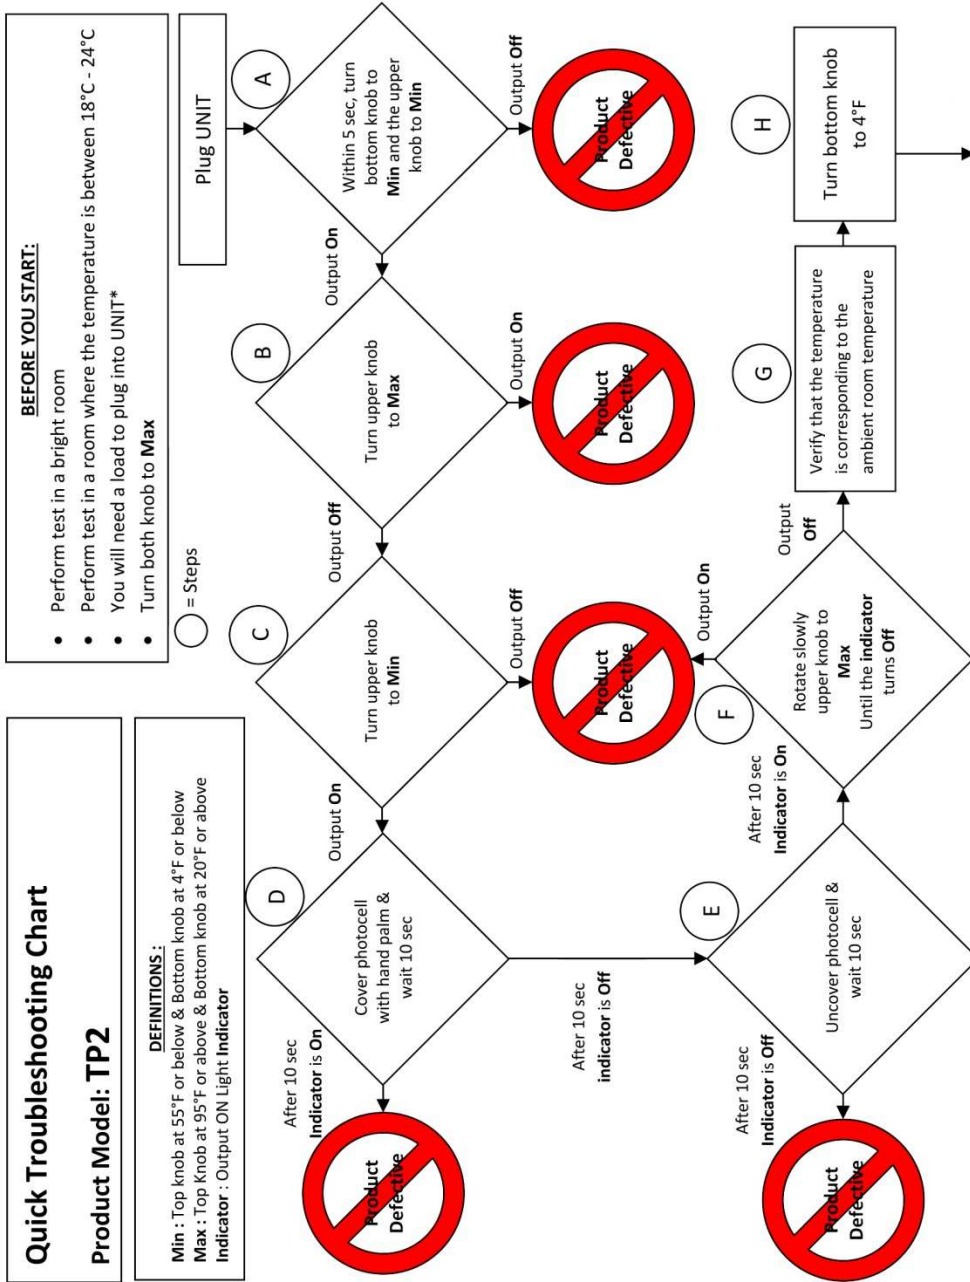 Quick Troubleshooting Chart
Product Model: TP2
DEFINITIONS :
Min : Top knob at 55°F or below & Bottom knob at 4°F or below
Max : Top Knob at 95°F or above & Bottom knob at 20°F or above
Indicator : Output ON Light Indicator
BEFORE YOU START:
• Perform test in a bright room
• Perform test in a room where the temperature is between 18°C - 24°C
• You will need a load to plug into UNIT*
• Turn both knob to Max
= Steps
Plug UNIT
A
Within 5 sec, turn
bottom knob to
Min and the upper
knob to Min
Output Off
Product
Defective
Output On
B
Turn upper knob
to Max
Output On
Product
Defective
Output Off
C
Turn upper knob
to Min
Output Off
Product
Defective
Output On
D
Cover photocell
with hand palm &
wait 10 sec
After 10 sec
Indicator is On
Product
Defective
After 10 sec
indicator is Off
E
Uncover photocell &
wait 10 sec
After 10 sec
Indicator is Off
Product
Defective
After 10 sec
Indicator is On
F
Rotate slowly
upper knob to
Max
Until the indicator
turns Off
Output On
Output
Off
G
Verify that the temperature
is corresponding to the
ambient room temperature
H
Turn bottom knob
to 4°F